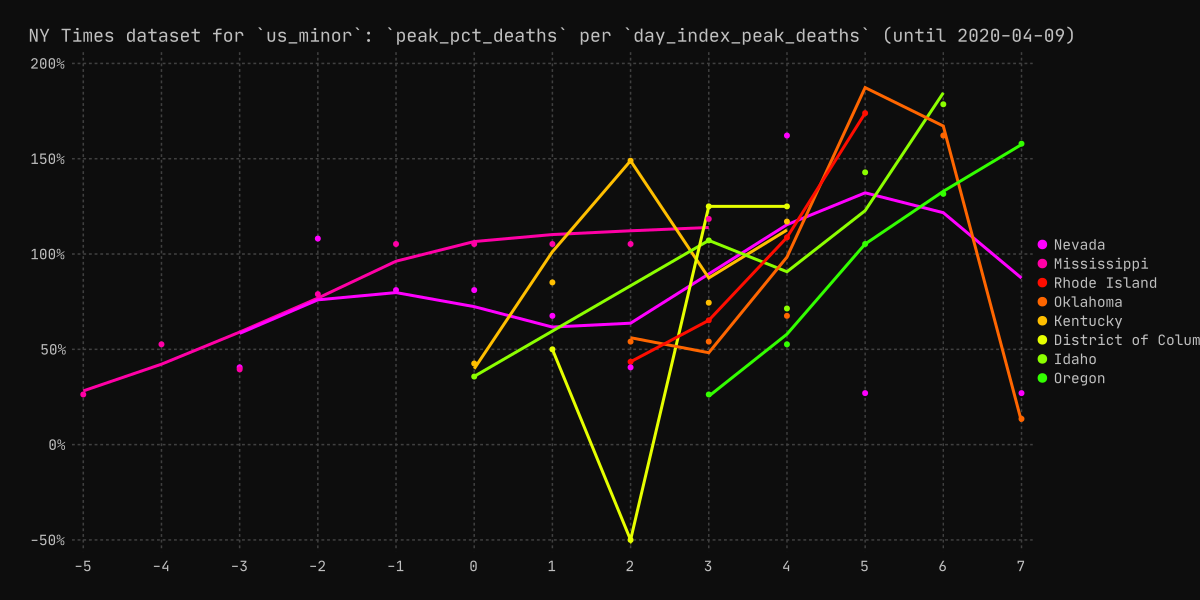 NY Times dataset for `us_minor`: `peak_pct_deaths` per `day_index_peak_deaths` (until 2020-04-09)
200%
150%
100%
50%
0%
-50%
-5 -4 -3 -2 -1 0 1 2 3 4 5 6 7
Nevada
Mississippi
Rhode Island
Oklahoma
Kentucky
District of Colum
Idaho
Oregon